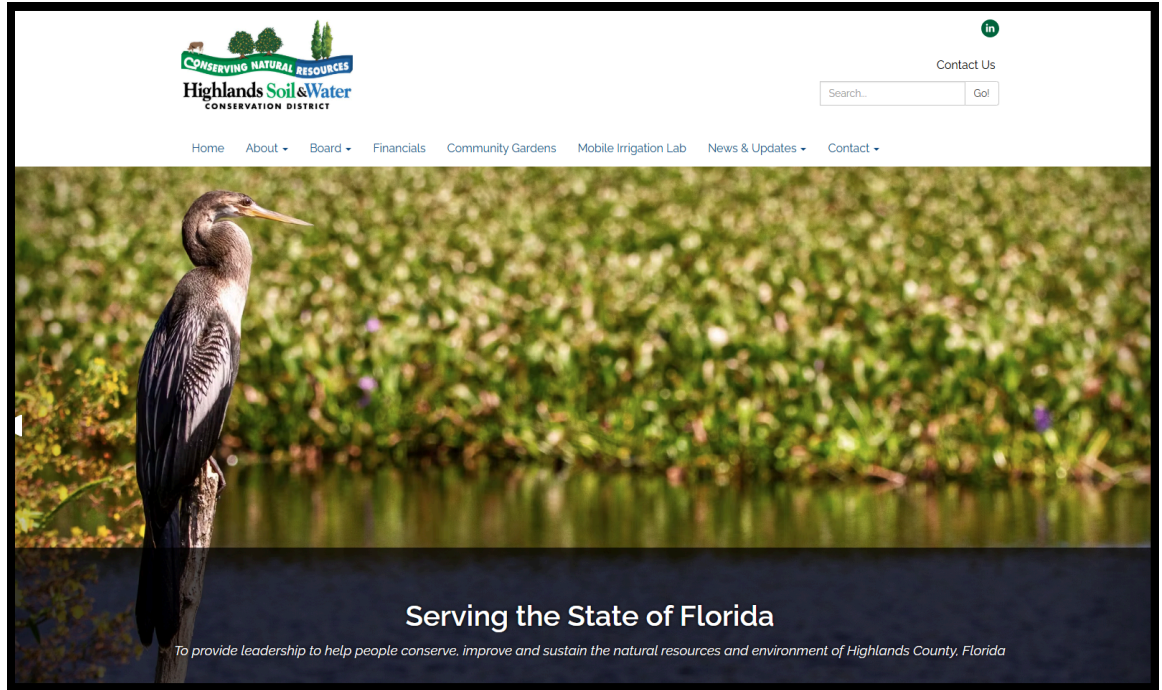 CONSERVING NATURAL RESOURCES
Highlands Soil & Water
CONSERVATION DISTRICT
in
Contact Us
Search...
Go!
Home About Board Financials Community Gardens Mobile Irrigation Lab News & Updates Contact
Serving the State of Florida
To provide leadership to help people conserve, improve and sustain the natural resources and environment of Highlands County, Florida